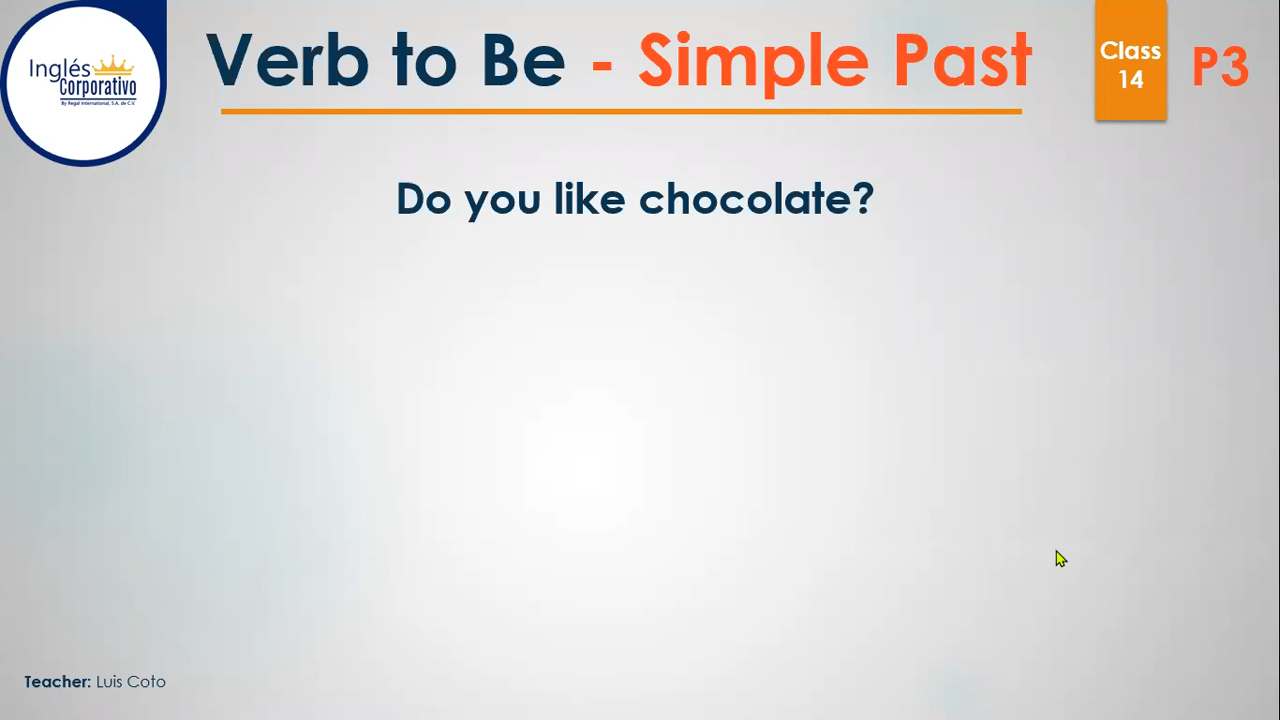 Inglés
Corporativo
By Regal International, S.A. de C.V.
Verb to Be - Simple Past
Class
14
P3
Do you like chocolate?
Teacher: Luis Coto